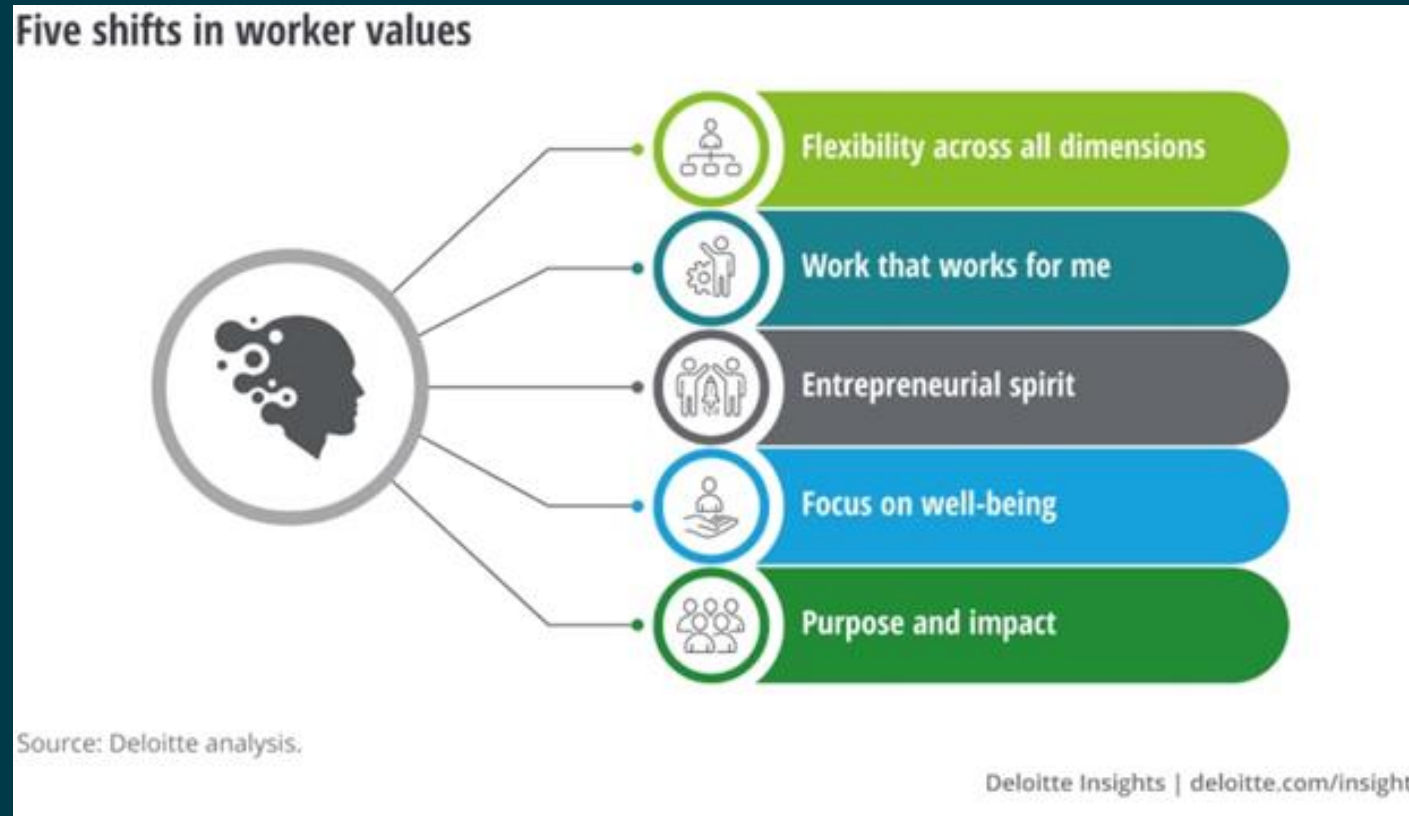 Five shifts in worker values
Flexibility across all dimensions
Work that works for me
Entrepreneurial spirit
Focus on well-being
Purpose and impact
Source: Deloitte analysis.
Deloitte Insights | deloitte.com/insight